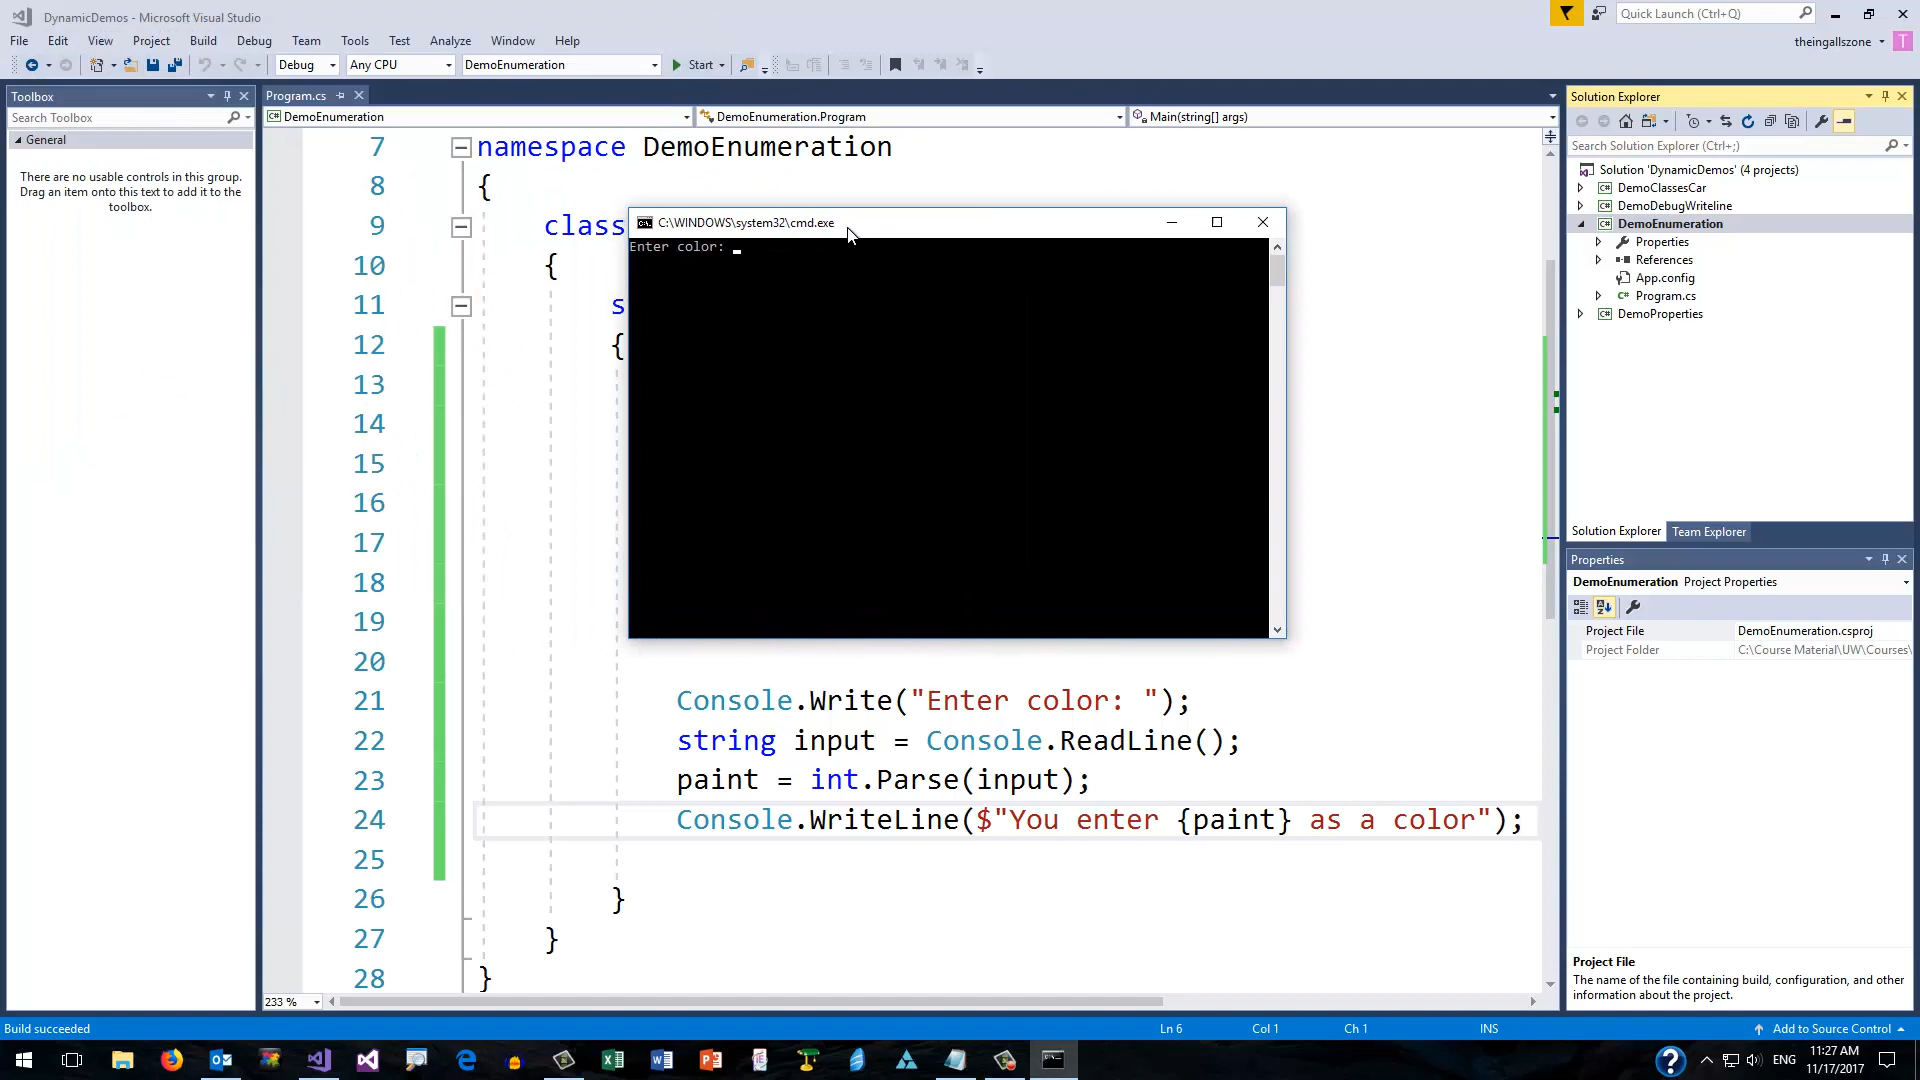 DynamicDemos - Microsoft Visual Studio
Quick Launch (Ctrl+Q)
File Edit View Project Build Debug Team Tools Test Analyze Window Help
theingallszone T
Debug Any CPU DemoEnumeration Start
Toolbox
Search Toolbox
General
There are no usable controls in this group.
Drag an item onto this text to add it to the
toolbox.
Program.cs
DemoEnumeration DemoEnumeration.Program Main(string[] args)
7 namespace DemoEnumeration
8 {
9 class
10 {
11 s
12 {
13
14
15
16
17
18
19
20
21 Console.Write("Enter color: ");
22 string input = Console.ReadLine();
23 paint = int.Parse(input);
24 Console.WriteLine($"You enter {paint} as a color");
25
26 }
27 }
28 }
233 %
C:\WINDOWS\system32\cmd.exe
Enter color:
Solution Explorer
Search Solution Explorer (Ctrl+;)
Solution 'DynamicDemos' (4 projects)
DemoClassesCar
DemoDebugWriteline
DemoEnumeration
Properties
References
App.config
Program.cs
DemoProperties
Solution Explorer Team Explorer
Properties
DemoEnumeration Project Properties
Project File DemoEnumeration.csproj
Project Folder C:\Course Material\UW\Courses\
Project File
The name of the file containing build, configuration, and other
information about the project.
Build succeeded Ln 6 Col 1 Ch 1 INS Add to Source Control
ENG 11:27 AM
11/17/2017